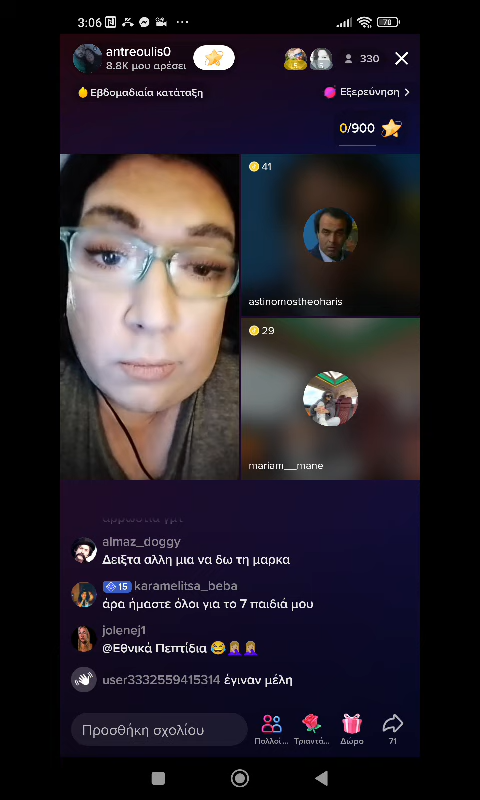 3:06
78
antreoulis0
3.8K μου αρέσει
330
Εβδομαδιαία κατάταξη
Εξερεύνηση
0/900
41
astinomostheoharis
29
mariam__mane
almaz_doggy
Δειξτα αλλη μια να δω τη μαρκα
15 karamelitsa_beba
άρα ήμαστε όλοι για το 7 παιδιά μου
jolenej1
@Εθνικά Πεπτίδια 😂🤦🏼‍♀️🤦🏼‍♀️
user3332559415314 έγιναν μέλη
Προσθήκη σχολίου
Πολλοί... Τριαντά... Δώρο 71